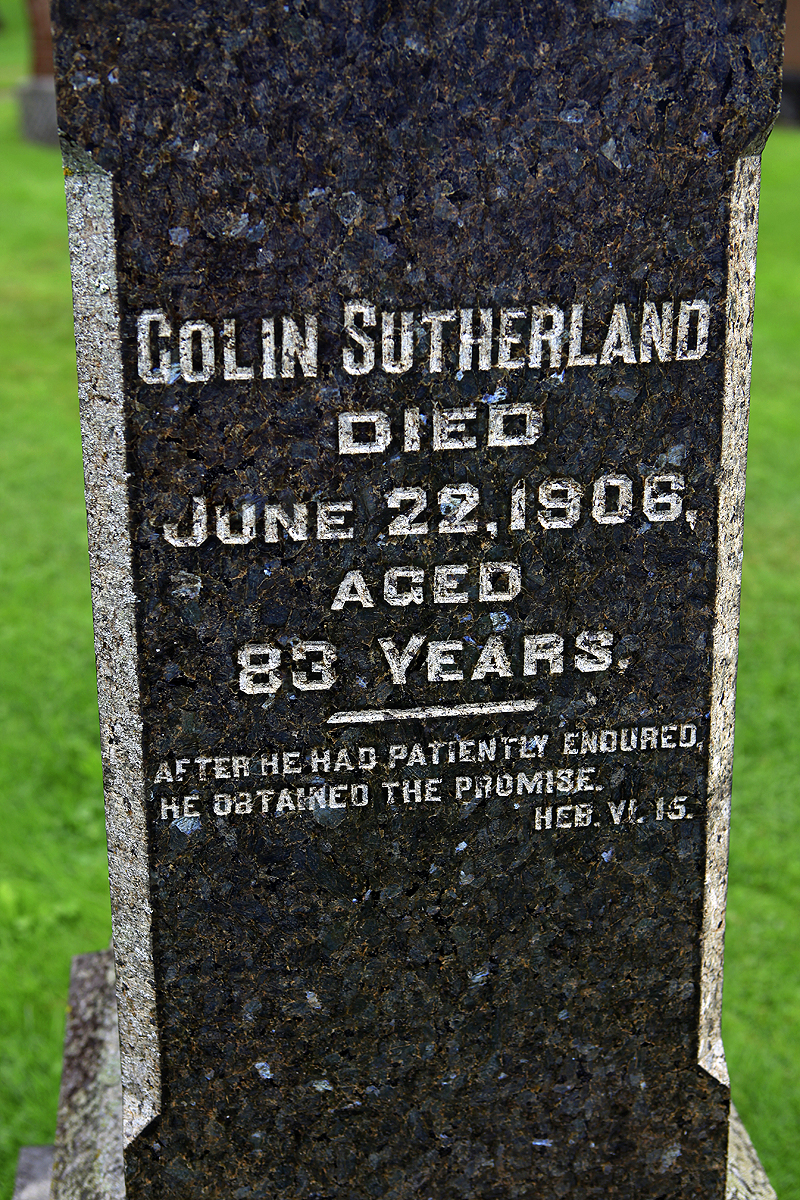 COLIN SUTHERLAND
DIED
JUNE 22, 1906,
AGED
83 YEARS.
AFTER HE HAD PATIENTLY ENDURED,
HE OBTAINED THE PROMISE.
HEB. VI. 15.